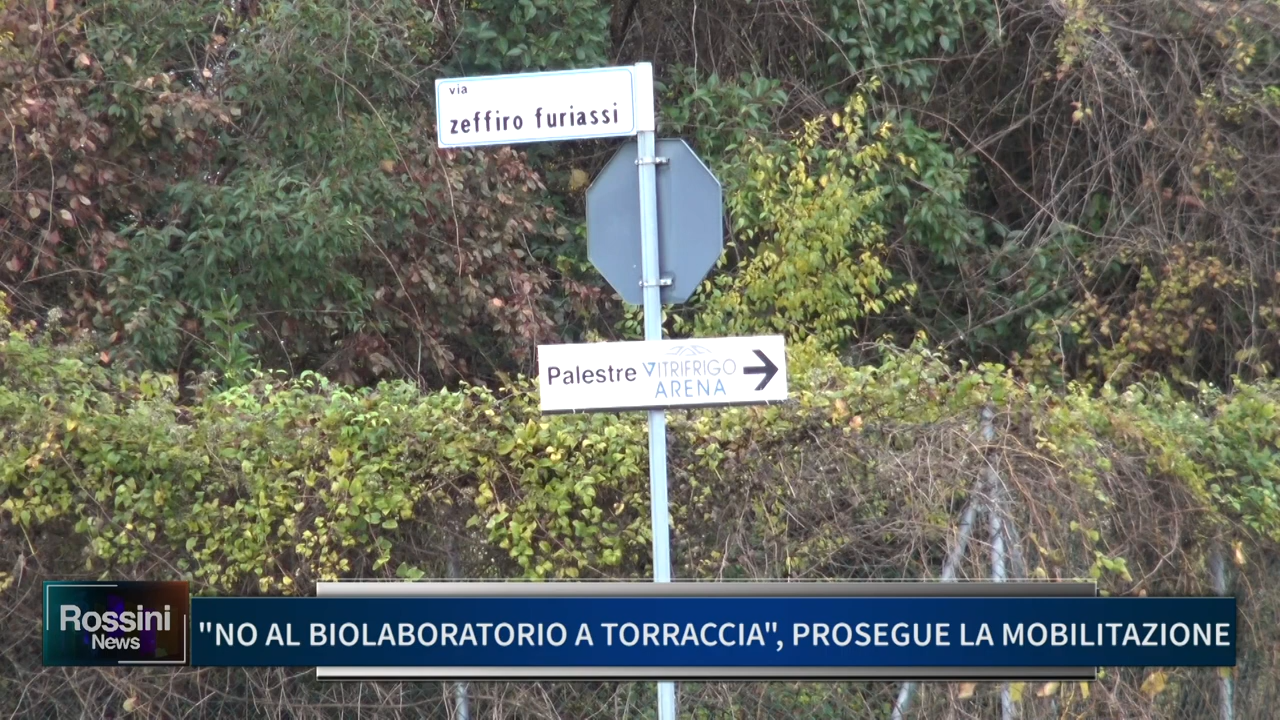 via
zeffiro furiassi
Palestre VITRIFRIGO
ARENA
Rossini
News
"NO AL BIOLABORATORIO A TORRACCIA", PROSEGUE LA MOBILITAZIONE